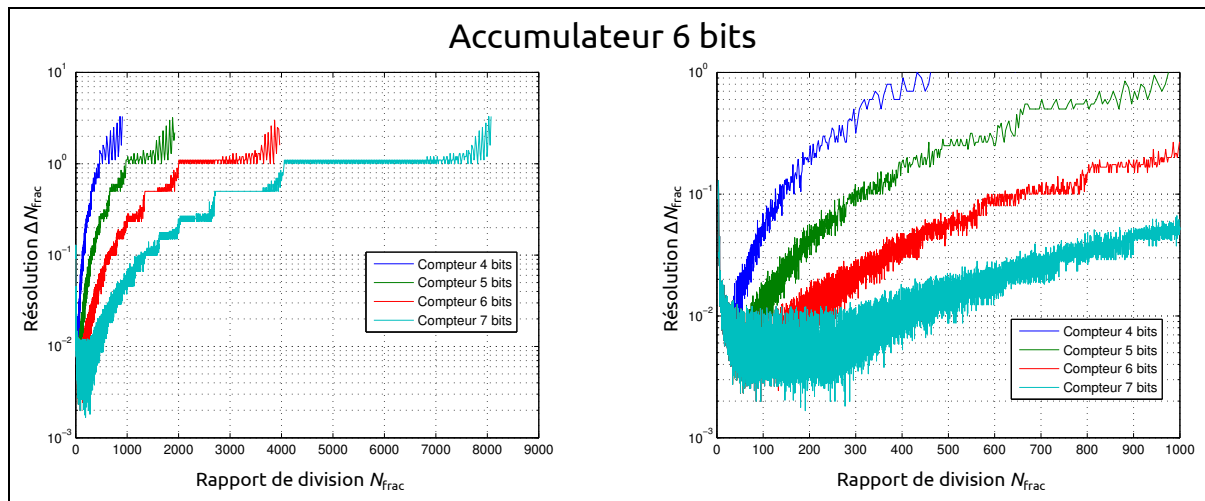 Accumulateur 6 bits
Résolution ΔN_frac
10^1
10^0
10^-1
10^-2
10^-3
0 1000 2000 3000 4000 5000 6000 7000 8000 9000
Rapport de division N_frac
Compteur 4 bits
Compteur 5 bits
Compteur 6 bits
Compteur 7 bits
Résolution ΔN_frac
10^0
10^-1
10^-2
10^-3
0 100 200 300 400 500 600 700 800 900 1000
Rapport de division N_frac
Compteur 4 bits
Compteur 5 bits
Compteur 6 bits
Compteur 7 bits